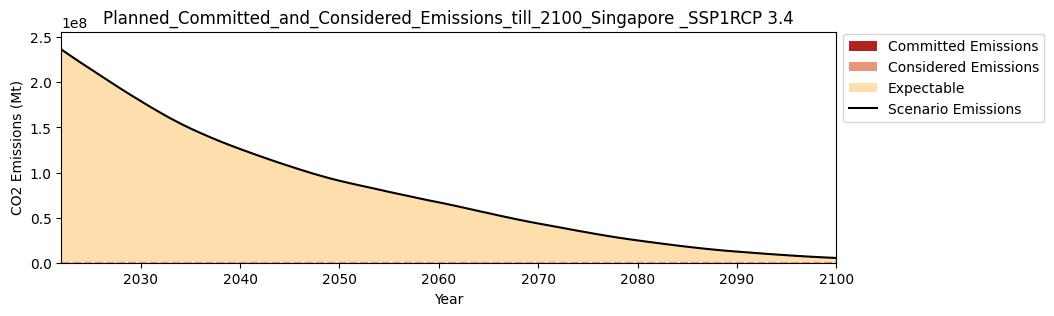 Planned_Committed_and_Considered_Emissions_till_2100_Singapore _SSP1RCP 3.4
1e8
2.5
2.0
1.5
1.0
0.5
0.0
CO2 Emissions (Mt)
2030 2040 2050 2060 2070 2080 2090 2100
Year
Committed Emissions
Considered Emissions
Expectable
Scenario Emissions